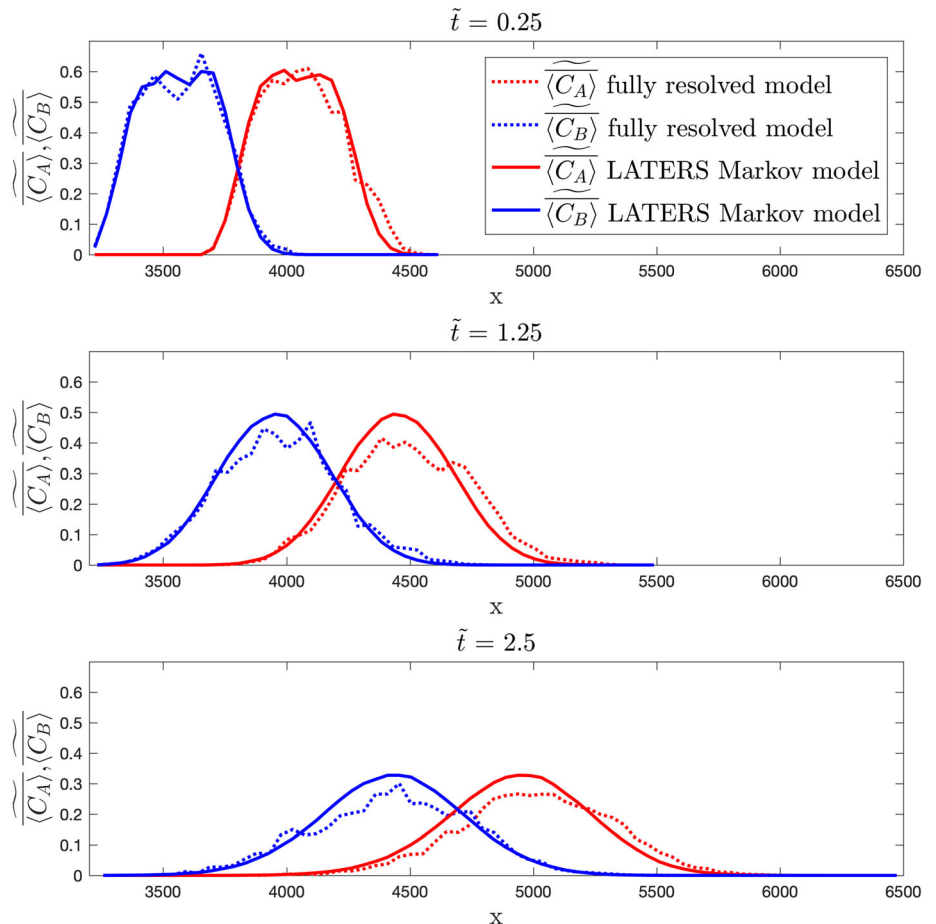 t̃ = 0.25
⟨C_A⟩, ⟨C_B⟩
0.6
0.5
0.4
0.3
0.2
0.1
0
⟨C_A⟩ fully resolved model
⟨C_B⟩ fully resolved model
⟨C_A⟩ LATERS Markov model
⟨C_B⟩ LATERS Markov model
3500 4000 4500 5000 5500 6000 6500
x
t̃ = 1.25
⟨C_A⟩, ⟨C_B⟩
0.6
0.5
0.4
0.3
0.2
0.1
0
3500 4000 4500 5000 5500 6000 6500
x
t̃ = 2.5
⟨C_A⟩, ⟨C_B⟩
0.6
0.5
0.4
0.3
0.2
0.1
0
3500 4000 4500 5000 5500 6000 6500
x